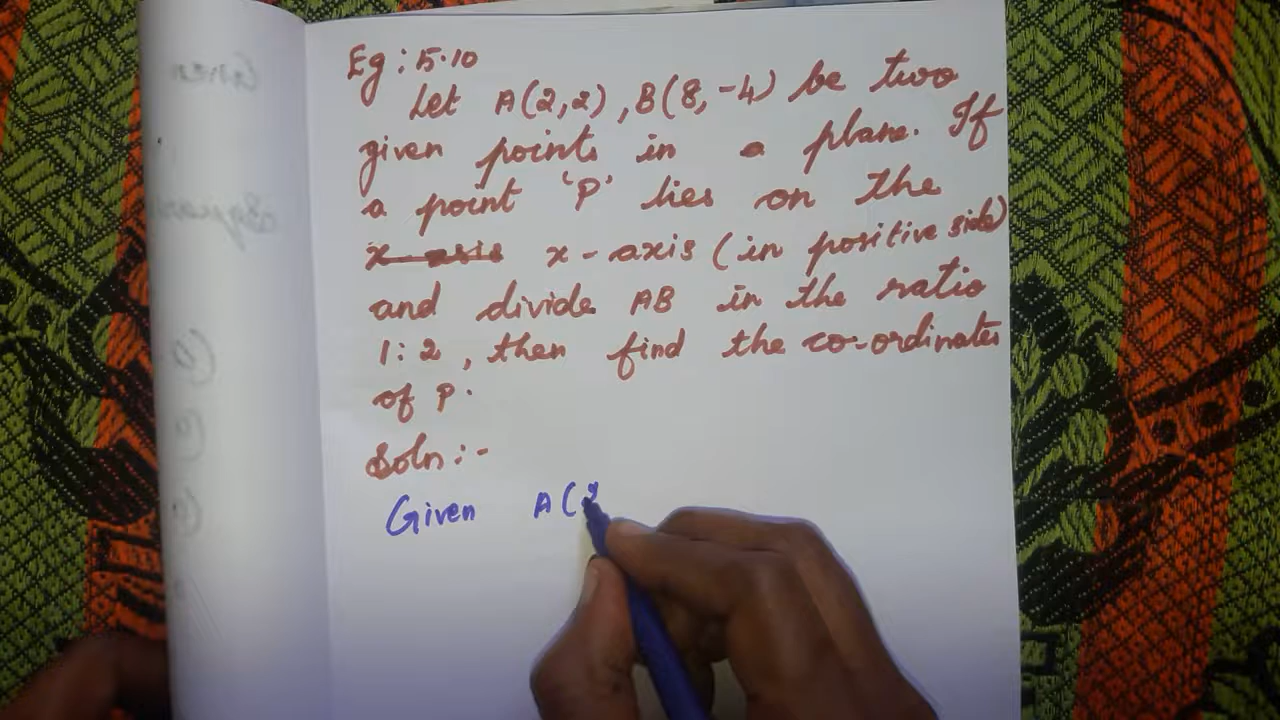 Eg : 5.10
Let A(2,2), B(8,-4) be two
given points in a plane. If
a point 'P' lies on the
x-axis x-axis (in positive side)
and divide AB in the ratio
1:2, then find the co-ordinates
of P.
Soln :-
Given A(2